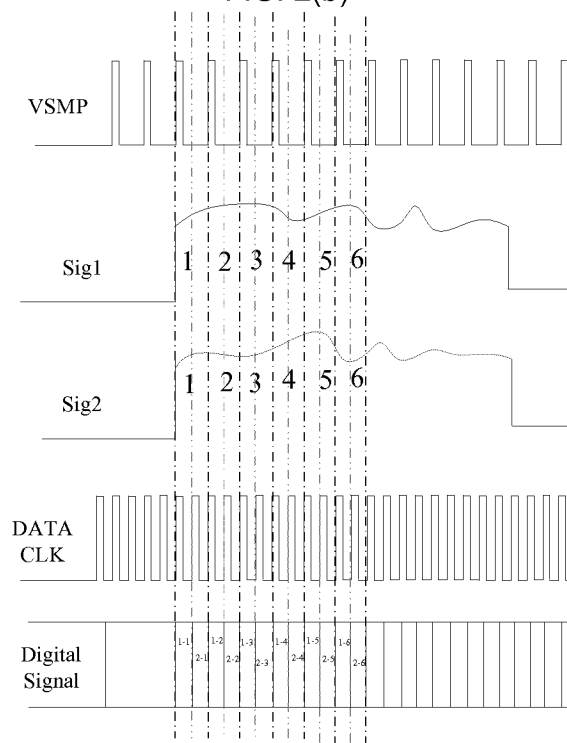 FIG. 2(b)
VSMP
Sig1
1 2 3 4 5 6
Sig2
1 2 3 4 5 6
DATA
CLK
Digital
Signal
1-1 1-2 1-3 1-4 1-5 1-6
2-1 2-2 2-3 2-4 2-5 2-6